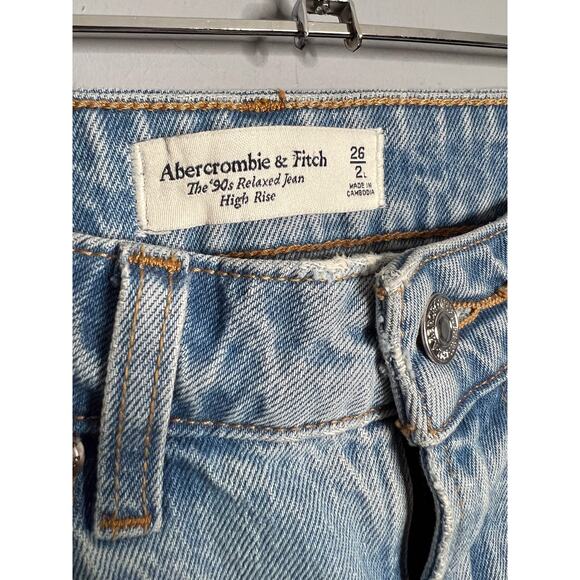 Abercrombie & Fitch
The '90s Relaxed Jean
High Rise
26
2L
MADE IN
CAMBODIA